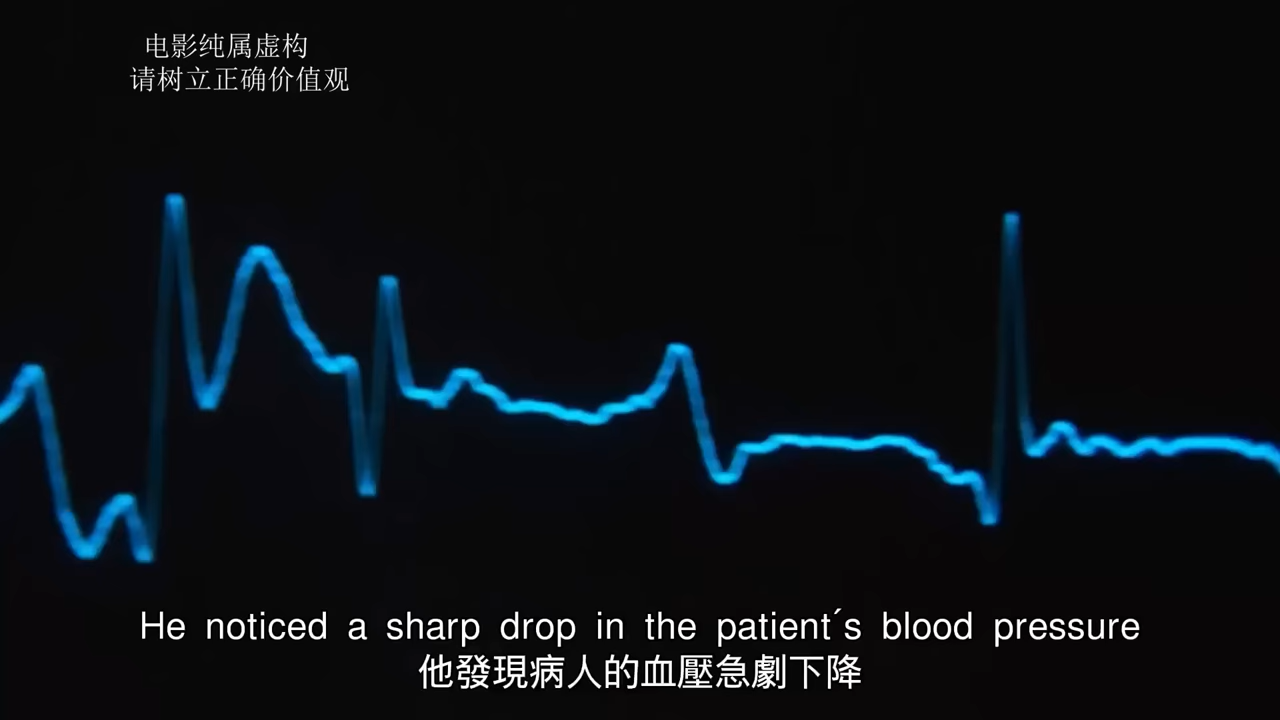 电影纯属虚构
请树立正确价值观
He noticed a sharp drop in the patient´s blood pressure
他發現病人的血壓急劇下降